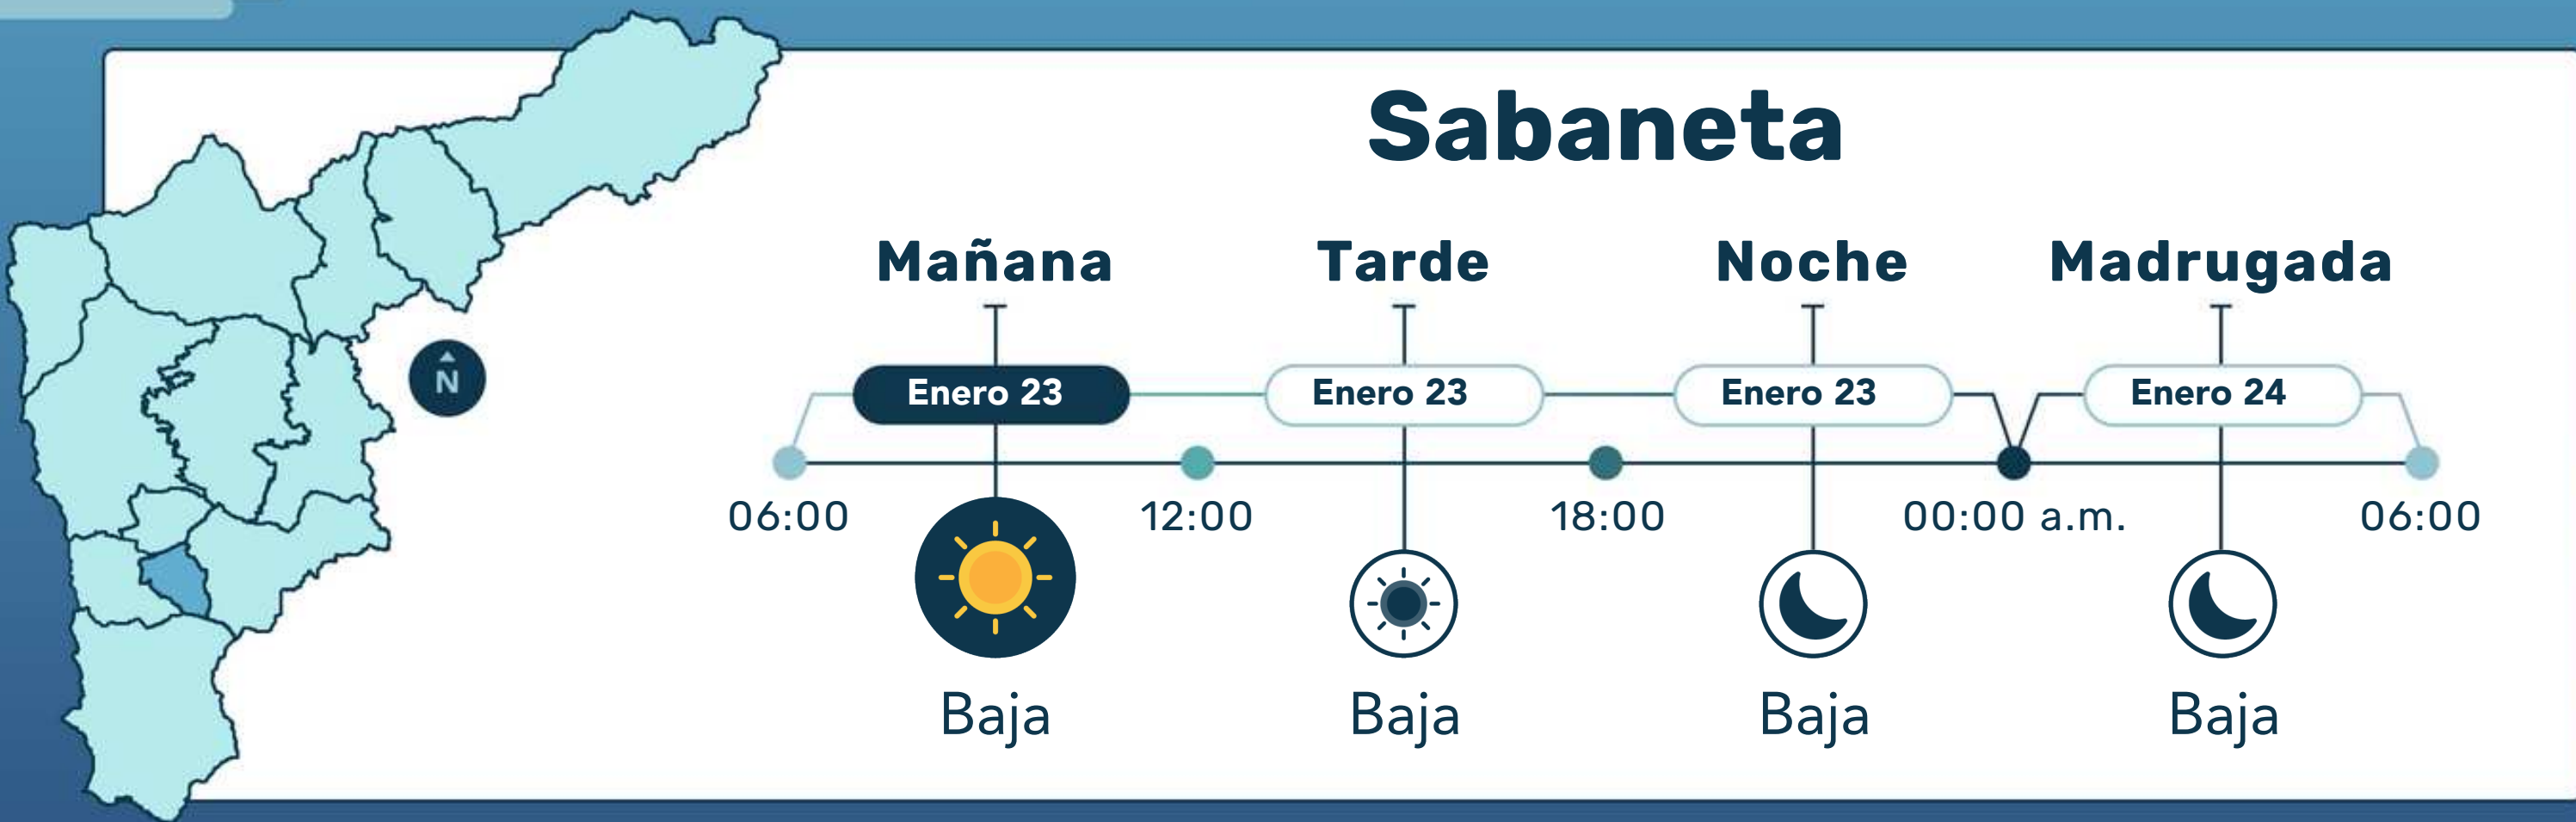 Sabaneta
Mañana Tarde Noche Madrugada
Enero 23 Enero 23 Enero 23 Enero 24
N
06:00 12:00 18:00 00:00 a.m. 06:00
Baja Baja Baja Baja